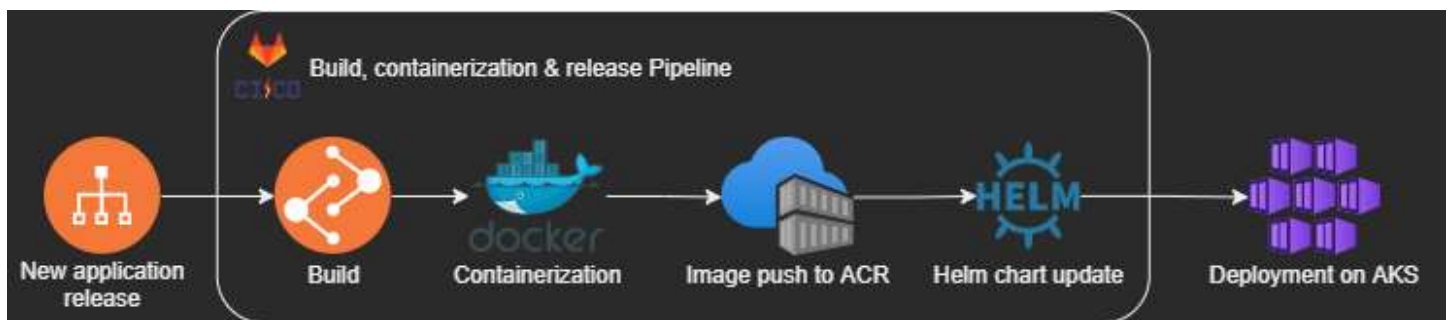 Build, containerization & release Pipeline
CI/CD
New application
release
Build
docker
Containerization
Image push to ACR
HELM
Helm chart update
Deployment on AKS